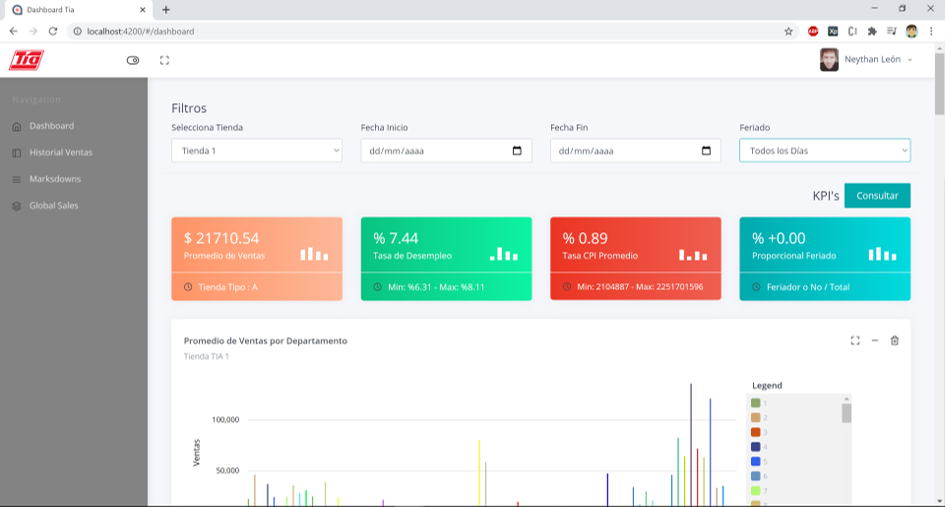 Dashboard Tia
localhost:4200/#/dashboard
ABP
Xp
Tía
Neythan León
Navigation
Dashboard
Historial Ventas
Marksdowns
Global Sales
Filtros
Selecciona Tienda
Fecha Inicio
Fecha Fin
Feriado
Tienda 1
dd/mm/aaaa
dd/mm/aaaa
Todos los Días
KPI's
Consultar
$ 21710.54
Promedio de Ventas
Tienda Tipo : A
% 7.44
Tasa de Desempleo
Min: %6.31 - Max: %8.11
% 0.89
Tasa CPI Promedio
Min: 2104887 - Max: 2251701596
% +0.00
Proporcional Feriado
Feriador o No / Total
Promedio de Ventas por Departamento
Tienda TIA 1
Legend
100,000
50,000
Ventas
1
2
3
4
5
6
7
8